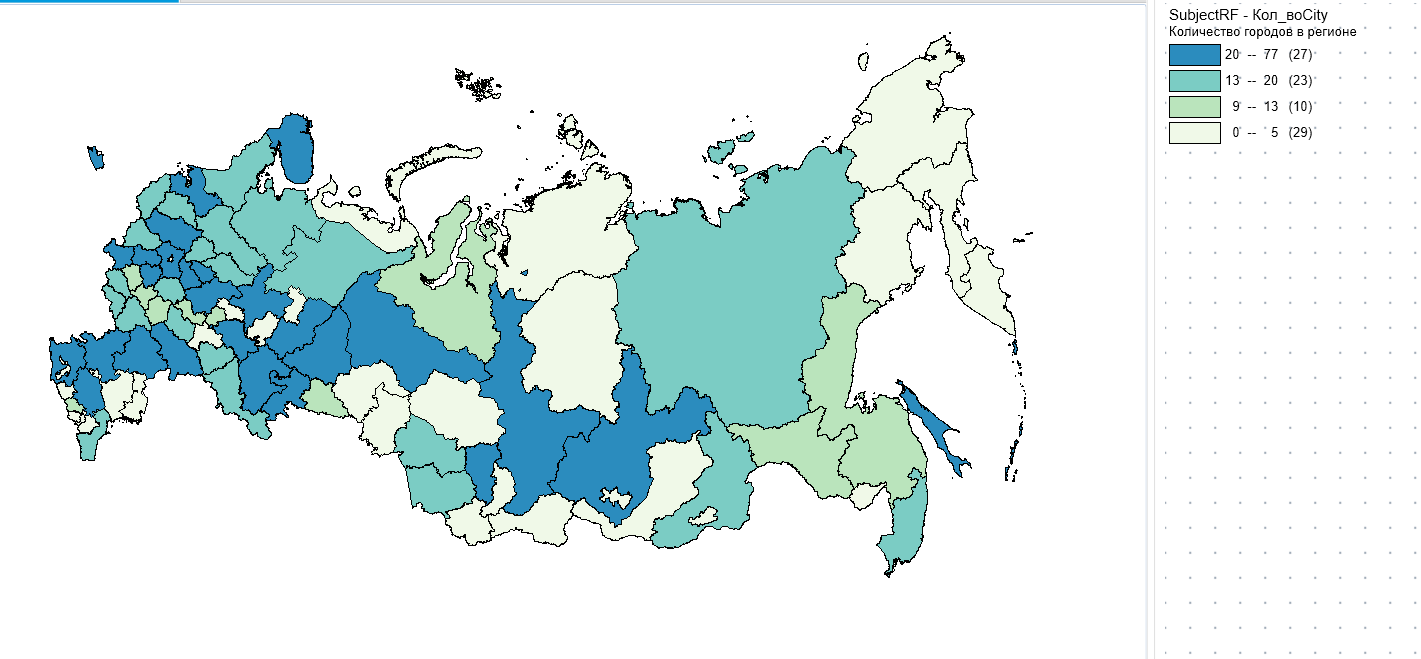 SubjectRF - Кол_воCity
Количество городов в регионе
20 -- 77 (27)
13 -- 20 (23)
9 -- 13 (10)
0 -- 5 (29)